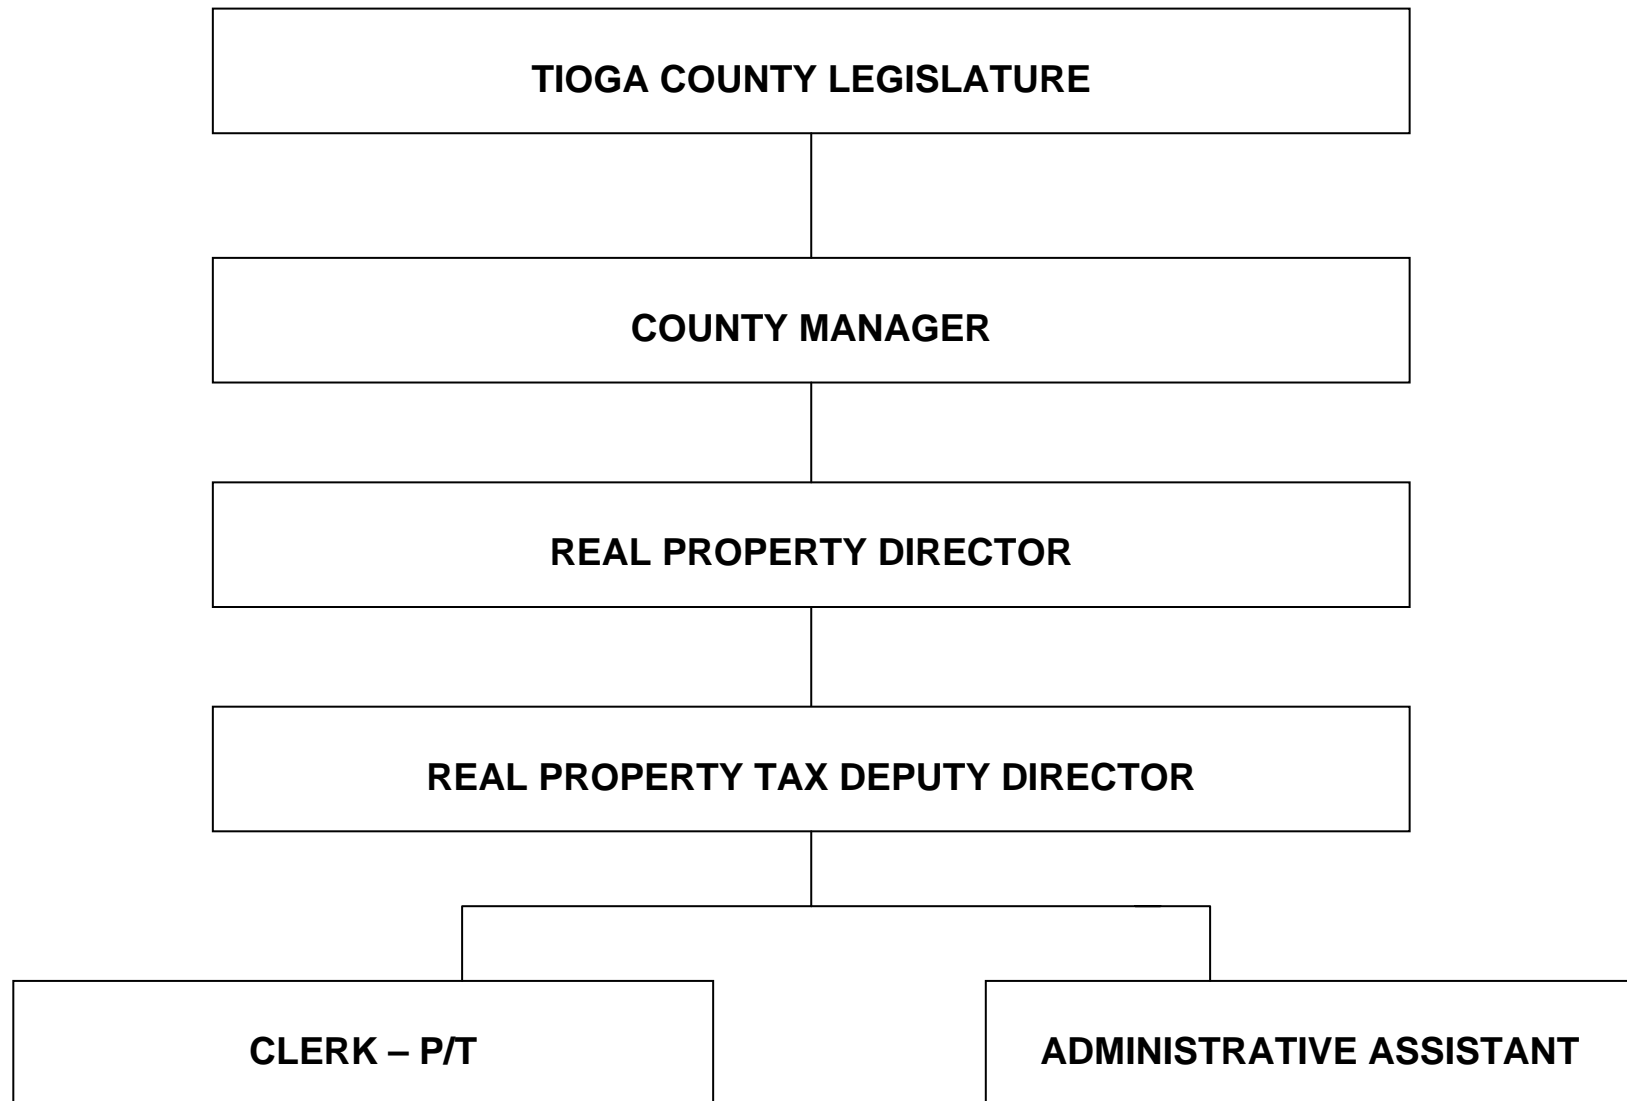 TIOGA COUNTY LEGISLATURE
COUNTY MANAGER
REAL PROPERTY DIRECTOR
REAL PROPERTY TAX DEPUTY DIRECTOR
CLERK – P/T
ADMINISTRATIVE ASSISTANT